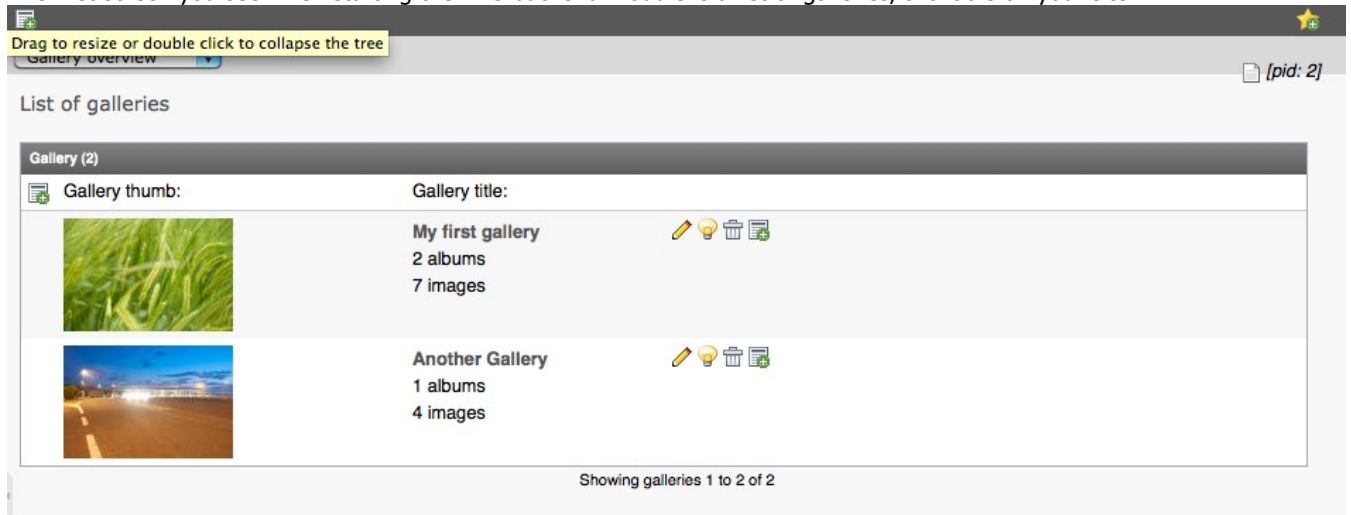 Drag to resize or double click to collapse the tree
Gallery overview
[pid: 2]
List of galleries
Gallery (2)
Gallery thumb: Gallery title:
My first gallery
2 albums
7 images
Another Gallery
1 albums
4 images
Showing galleries 1 to 2 of 2